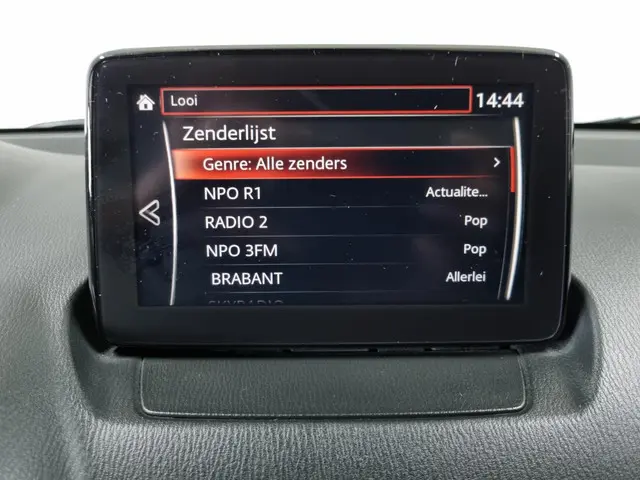 Looi 14:44
Zenderlijst
Genre: Alle zenders
NPO R1 Actualite...
RADIO 2 Pop
NPO 3FM Pop
BRABANT Allerlei